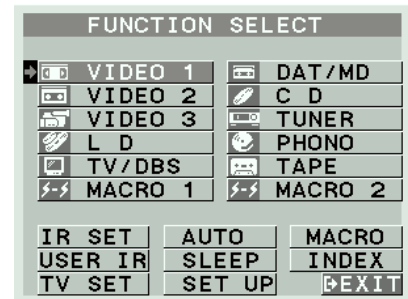 FUNCTION SELECT
VIDEO 1 DAT/MD
VIDEO 2 C D
VIDEO 3 TUNER
L D PHONO
TV/DBS TAPE
MACRO 1 MACRO 2
IR SET AUTO MACRO
USER IR SLEEP INDEX
TV SET SET UP EXIT